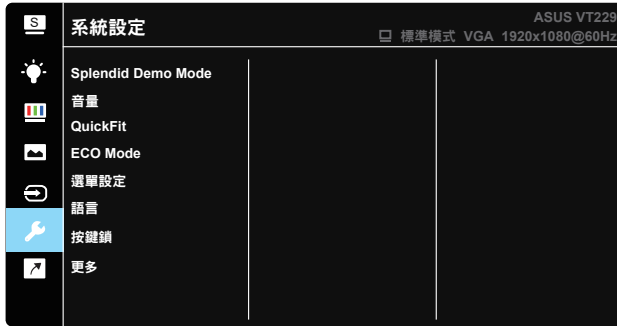 S
系統設定
ASUS VT229
標準模式 VGA 1920x1080@60Hz
Splendid Demo Mode
音量
QuickFit
ECO Mode
選單設定
語言
按鍵鎖
更多